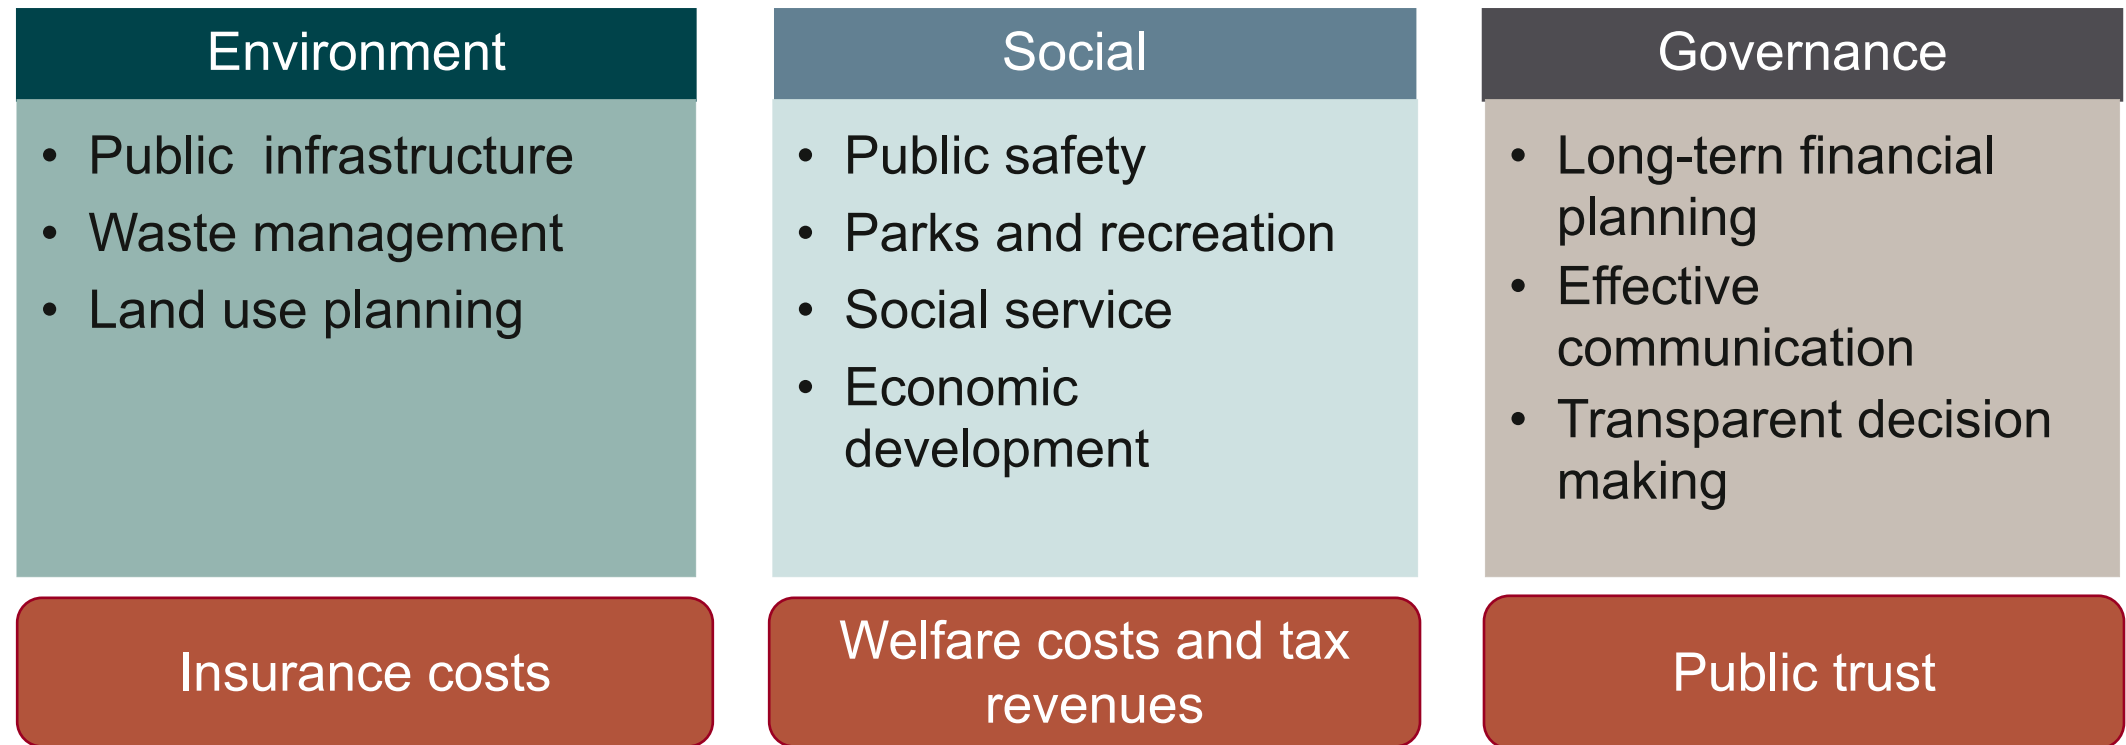 Environment
• Public  infrastructure
• Waste management
• Land use planning
Insurance costs
Social
• Public safety
• Parks and recreation
• Social service
• Economic
development
Welfare costs and tax
revenues
Governance
• Long-tern financial
planning
• Effective
communication
• Transparent decision
making
Public trust